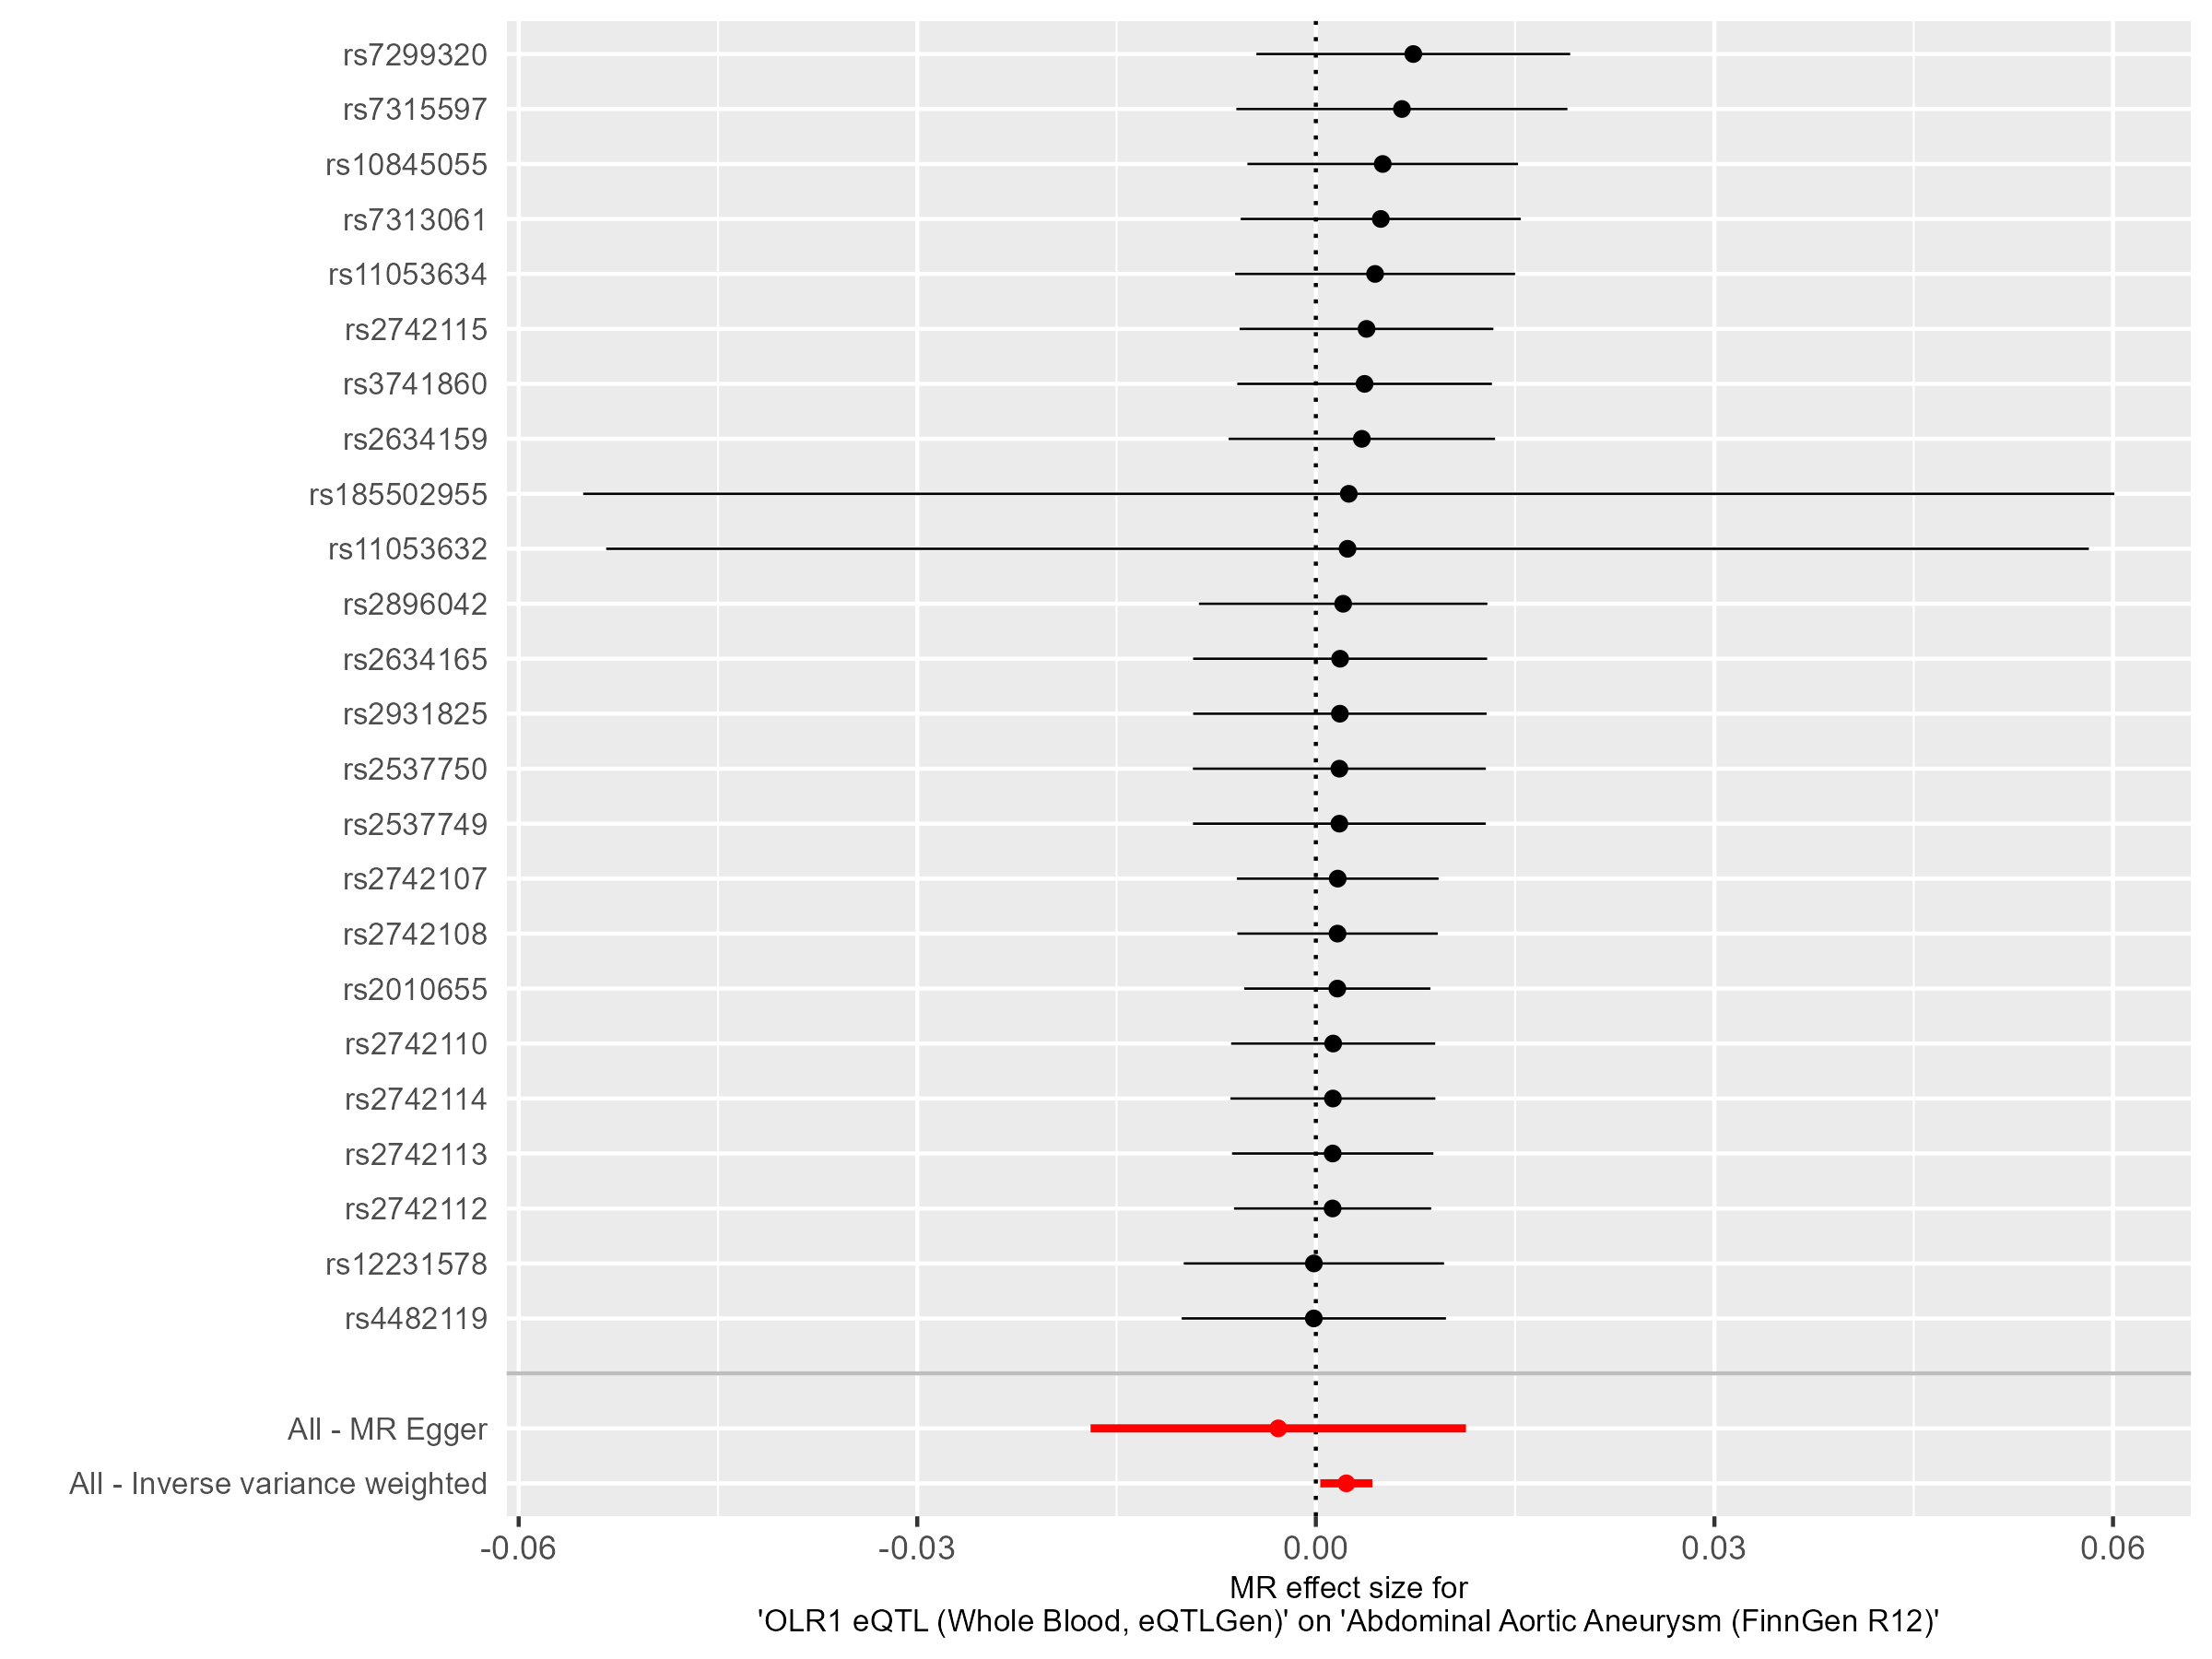 rs7299320
rs7315597
rs10845055
rs7313061
rs11053634
rs2742115
rs3741860
rs2634159
rs185502955
rs11053632
rs2896042
rs2634165
rs2931825
rs2537750
rs2537749
rs2742107
rs2742108
rs2010655
rs2742110
rs2742114
rs2742113
rs2742112
rs12231578
rs4482119
All - MR Egger
All - Inverse variance weighted
-0.06 -0.03 0.00 0.03 0.06
MR effect size for
'OLR1 eQTL (Whole Blood, eQTLGen)' on 'Abdominal Aortic Aneurysm (FinnGen R12)'